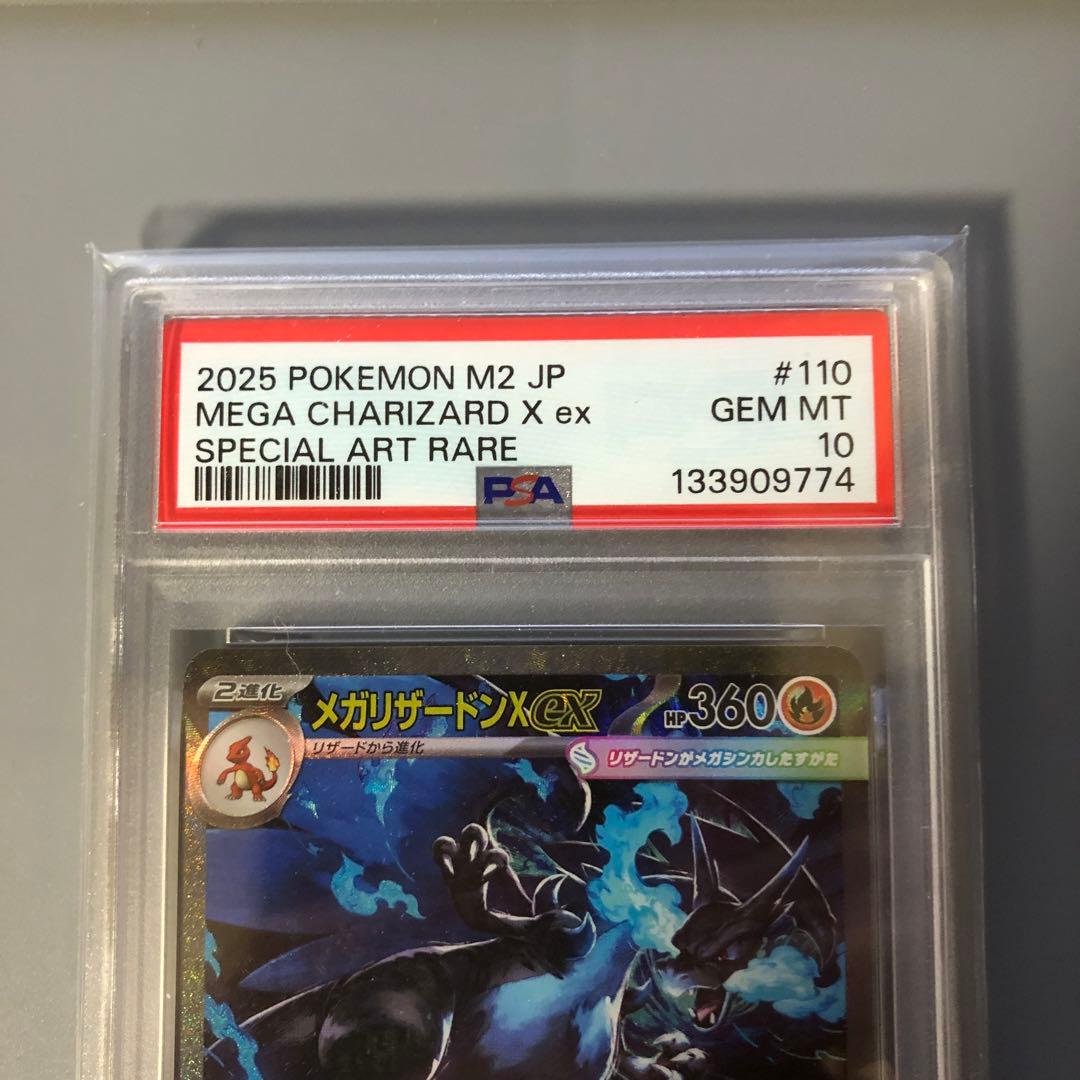 2025 POKEMON M2 JP #110
MEGA CHARIZARD X ex GEM MT
SPECIAL ART RARE 10
PSA 133909774
2進化 メガリザードンXex HP360
リザードから進化
リザードンがメガシンカしたすがた